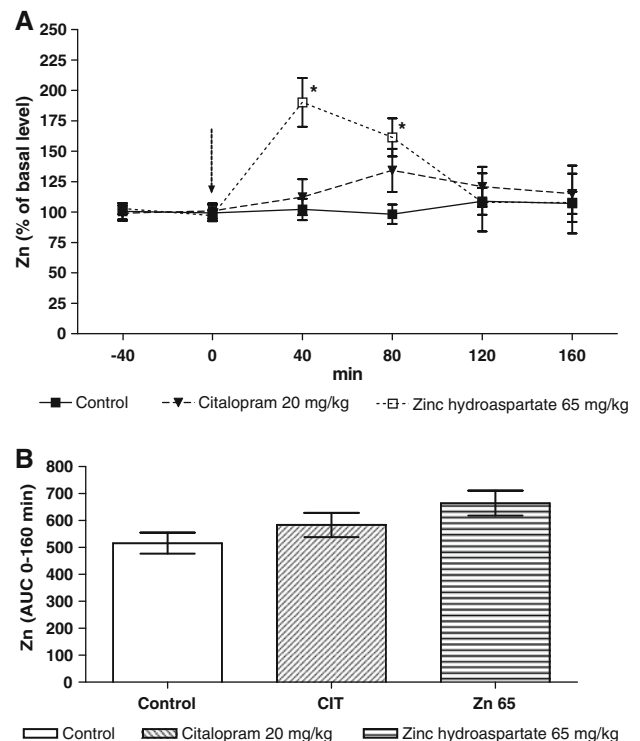 A
Zn (% of basal level)
250
225
200
175
150
125
100
75
50
25
0
*
*
-40 0 40 80 120 160
min
Control Citalopram 20 mg/kg Zinc hydroaspartate 65 mg/kg
B
Zn (AUC 0-160 min)
800
700
600
500
400
300
200
100
0
Control CIT Zn 65
Control Citalopram 20 mg/kg Zinc hydroaspartate 65 mg/kg